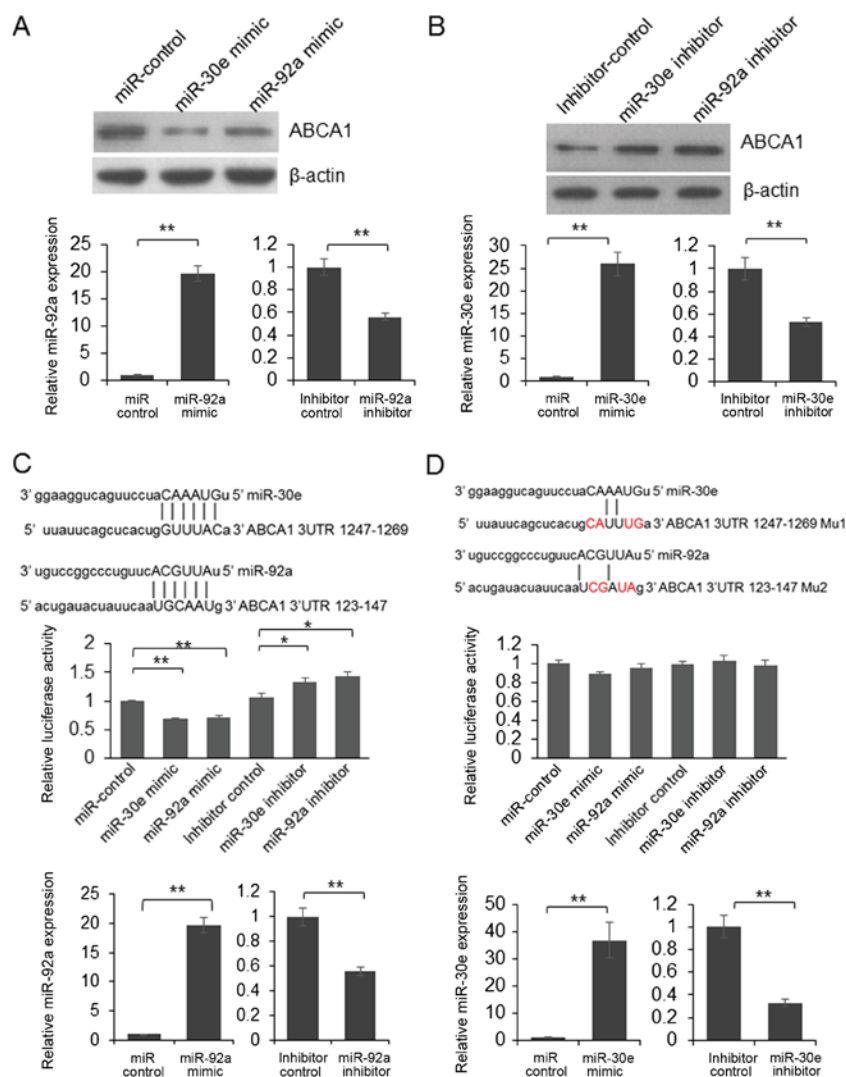 A
miR-control
miR-30e mimic
miR-92a mimic
ABCA1
β-actin
Relative miR-92a expression
25
20
15
10
5
0
**
miR control
miR-92a mimic
1.2
1
0.8
0.6
0.4
0.2
0
**
Inhibitor control
miR-92a inhibitor
B
Inhibitor-control
miR-30e inhibitor
miR-92a inhibitor
ABCA1
β-actin
Relative miR-30e expression
30
25
20
15
10
5
0
**
miR control
miR-30e mimic
1.2
1
0.8
0.6
0.4
0.2
0
**
Inhibitor control
miR-30e inhibitor
C
3' ggaaggucaguuccuaCAAAUGu 5' miR-30e
5' uuauucagcucacugGUUUACa 3' ABCA1 3UTR 1247-1269
3' uguccggcccuguucACGUUAu 5' miR-92a
5' acugauacuauucaaUGCAAUg 3' ABCA1 3'UTR 123-147
Relative luciferase activity
2
1.5
1
0.5
0
**
**
*
*
miR-control
miR-30e mimic
miR-92a mimic
Inhibitor control
miR-30e inhibitor
miR-92a inhibitor
Relative miR-92a expression
25
20
15
10
5
0
**
miR control
miR-92a mimic
1.2
1
0.8
0.6
0.4
0.2
0
**
Inhibitor control
miR-92a inhibitor
D
3' ggaaggucaguuccuaCAAAUGu 5' miR-30e
5' uuauucagcucacugCAUUUGa 3' ABCA1 3UTR 1247-1269 Mu1
3' uguccggcccuguucACGUUAu 5' miR-92a
5' acugauacuauucaaUCGAUAg 3' ABCA1 3'UTR 123-147 Mu2
Relative luciferase activity
1.2
1
0.8
0.6
0.4
0.2
0
miR-control
miR-30e mimic
miR-92a mimic
Inhibitor control
miR-30e inhibitor
miR-92a inhibitor
Relative miR-30e expression
50
40
30
20
10
0
**
miR control
miR-30e mimic
1.2
1
0.8
0.6
0.4
0.2
0
**
Inhibitor control
miR-30e inhibitor